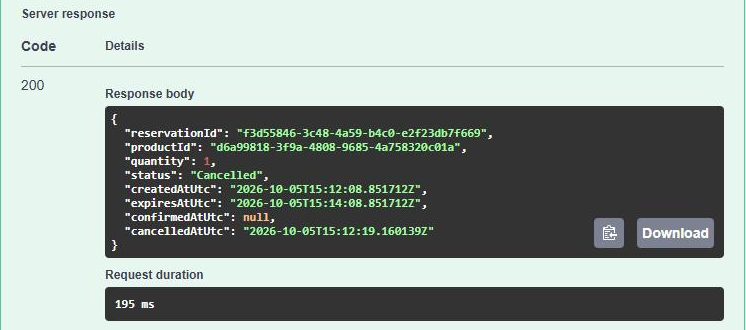 Server response
Code Details
200
Response body
{
"reservationId": "f3d55846-3c48-4a59-b4c0-e2f23db7f669",
"productId": "d6a99818-3f9a-4808-9685-4a758320c01a",
"quantity": 1,
"status": "Cancelled",
"createdAtUtc": "2026-10-05T15:12:08.851712Z",
"expiresAtUtc": "2026-10-05T15:14:08.851712Z",
"confirmedAtUtc": null,
"cancelledAtUtc": "2026-10-05T15:12:19.160139Z"
}
Download
Request duration
195 ms